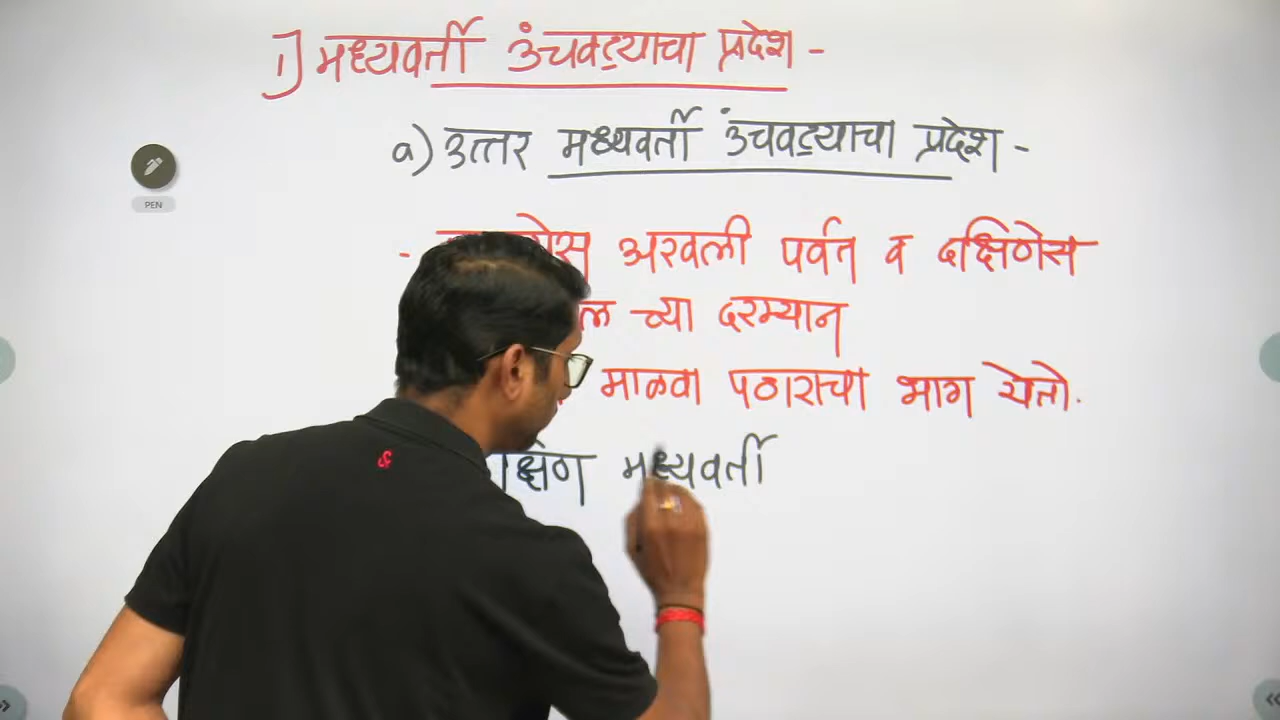 1) मध्यवर्ती उंचवट्याचा प्रदेश -
a) उत्तर मध्यवर्ती उंचवट्याचा प्रदेश -
- अरवली पर्वत व दक्षिणेस
च्या दरम्यान
माळवा पठाराचा भाग येतो.
मध्यवर्ती
PEN